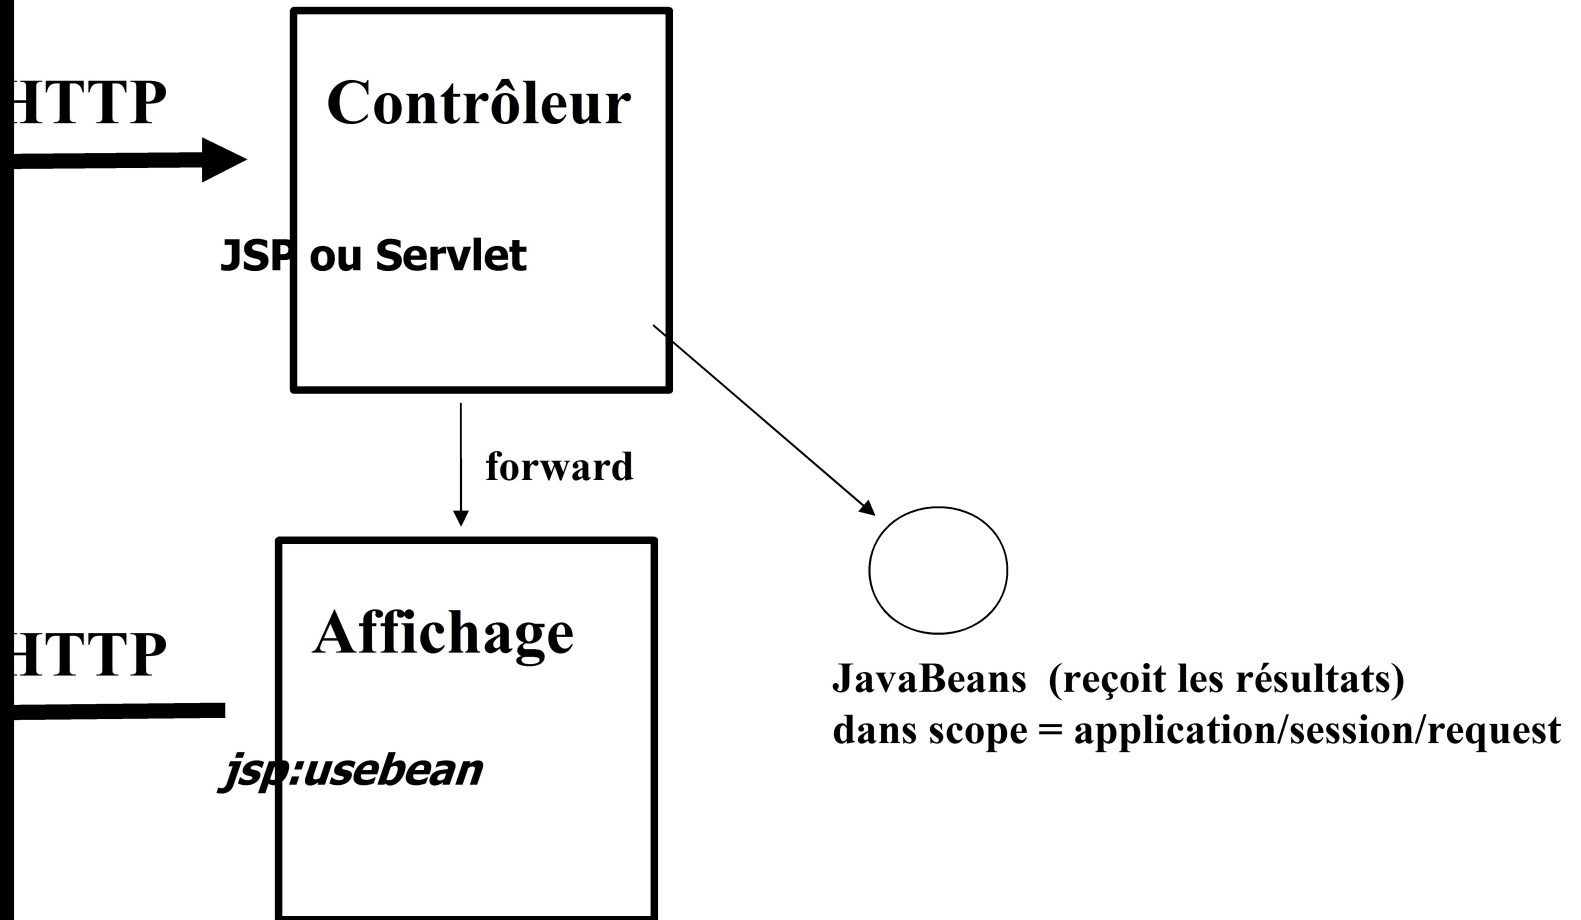 HTTP
Contrôleur
JSP ou Servlet
forward
Affichage
HTTP
JavaBeans (reçoit les résultats)
dans scope = application/session/request
jsp:usebean